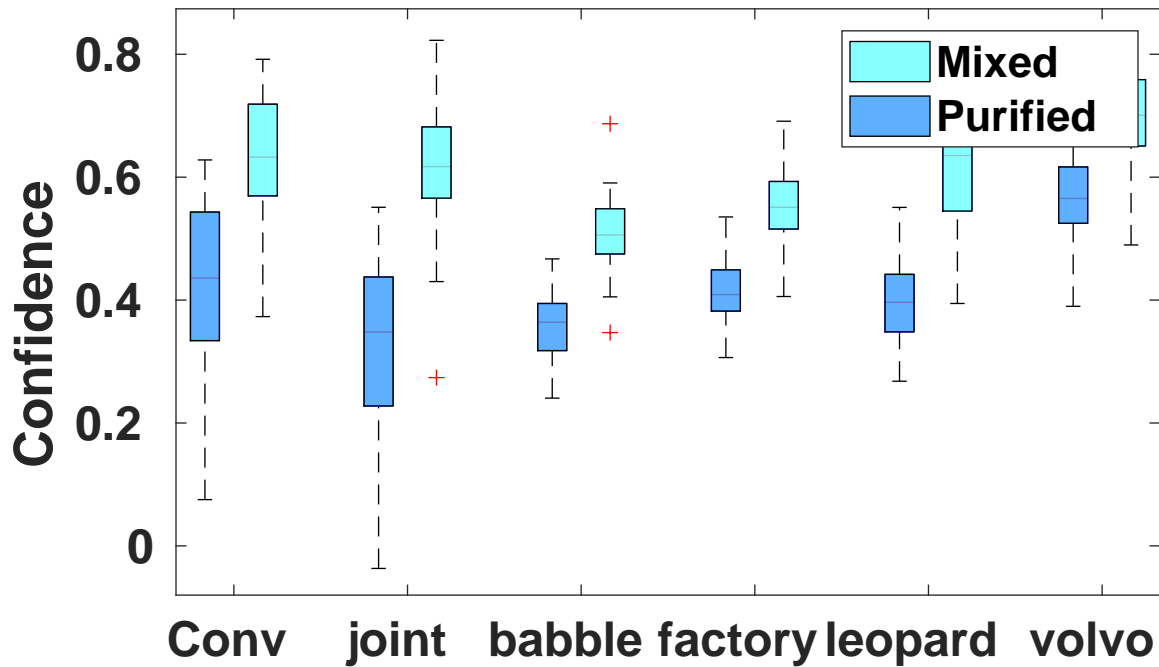 Confidence
0.8
0.6
0.4
0.2
0
Mixed
Purified
Conv joint babble factory leopard volvo